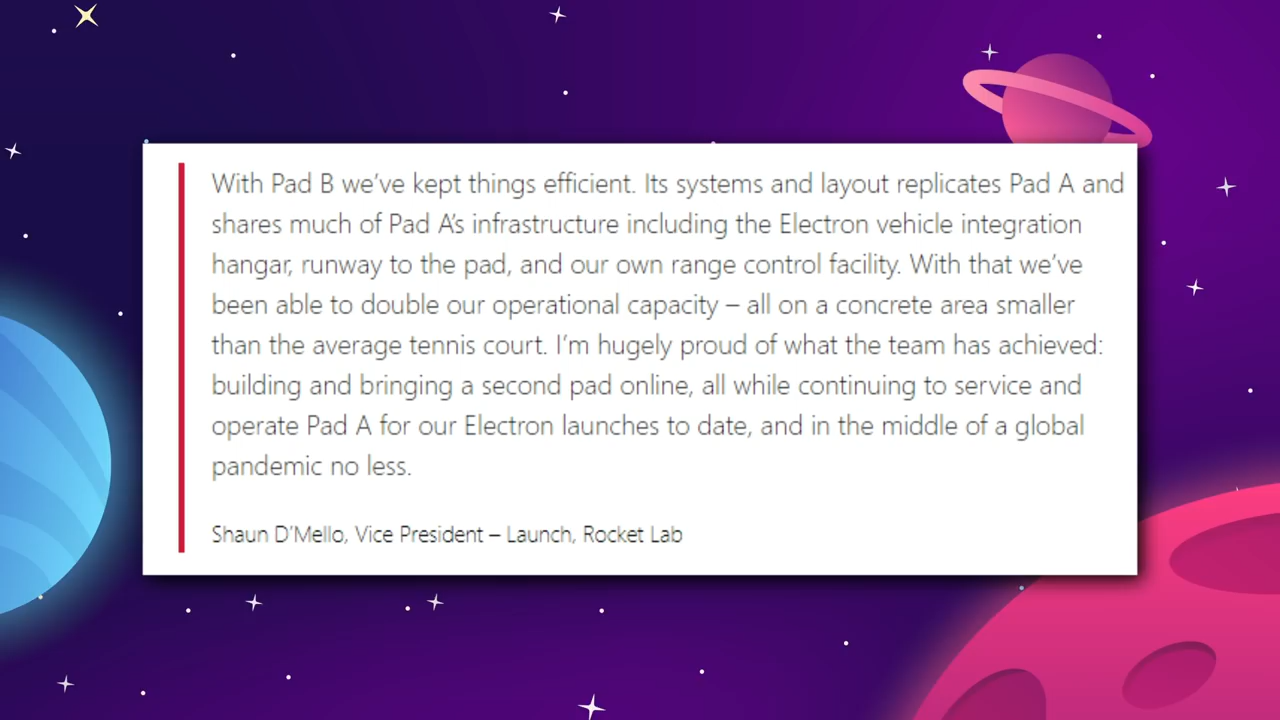 With Pad B we've kept things efficient. Its systems and layout replicates Pad A and
shares much of Pad A's infrastructure including the Electron vehicle integration
hangar, runway to the pad, and our own range control facility. With that we've
been able to double our operational capacity – all on a concrete area smaller
than the average tennis court. I'm hugely proud of what the team has achieved:
building and bringing a second pad online, all while continuing to service and
operate Pad A for our Electron launches to date, and in the middle of a global
pandemic no less.
Shaun D'Mello, Vice President – Launch, Rocket Lab